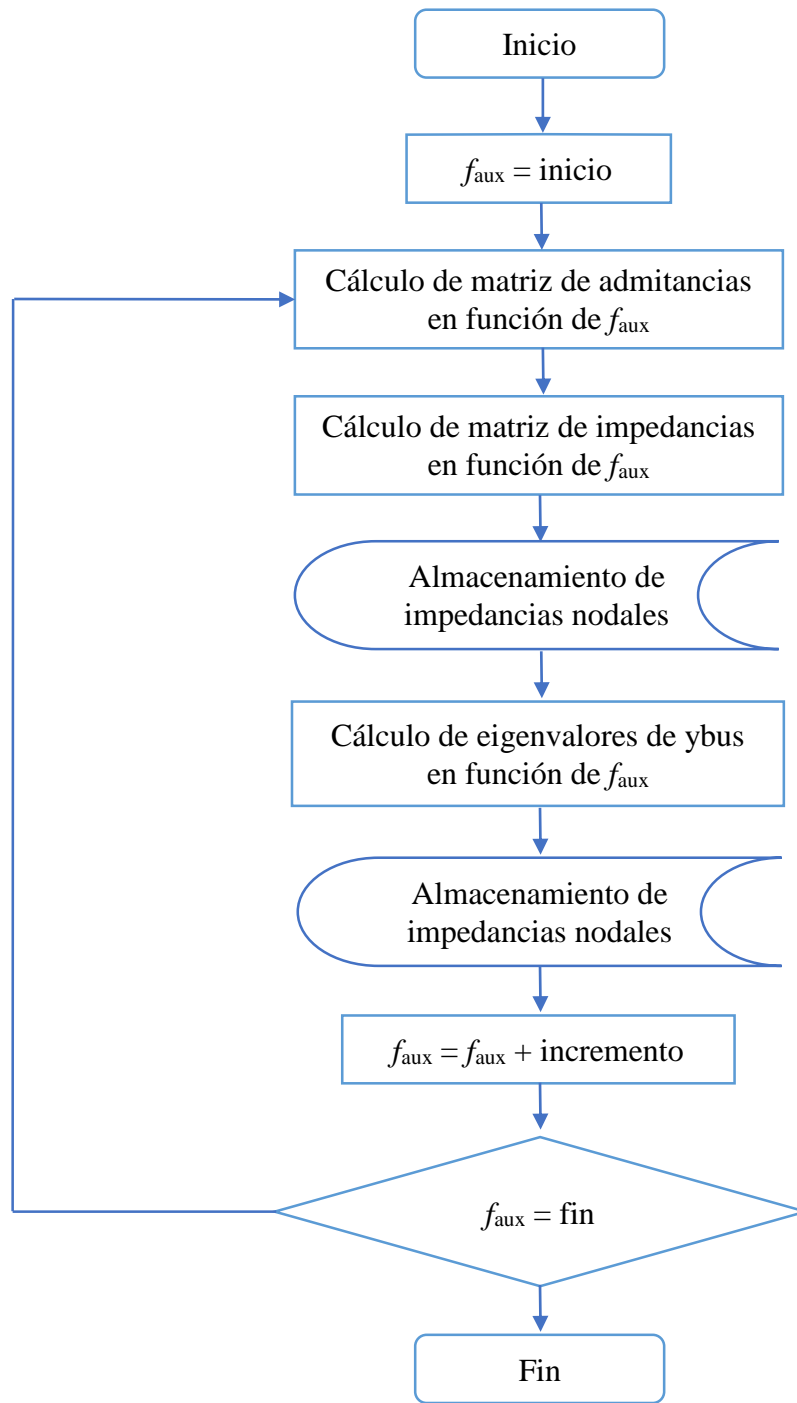 Inicio
faux = inicio
Cálculo de matriz de admitancias
en función de faux
Cálculo de matriz de impedancias
en función de faux
Almacenamiento de
impedancias nodales
Cálculo de eigenvalores de ybus
en función de faux
Almacenamiento de
impedancias nodales
faux = faux + incremento
faux = fin
Fin